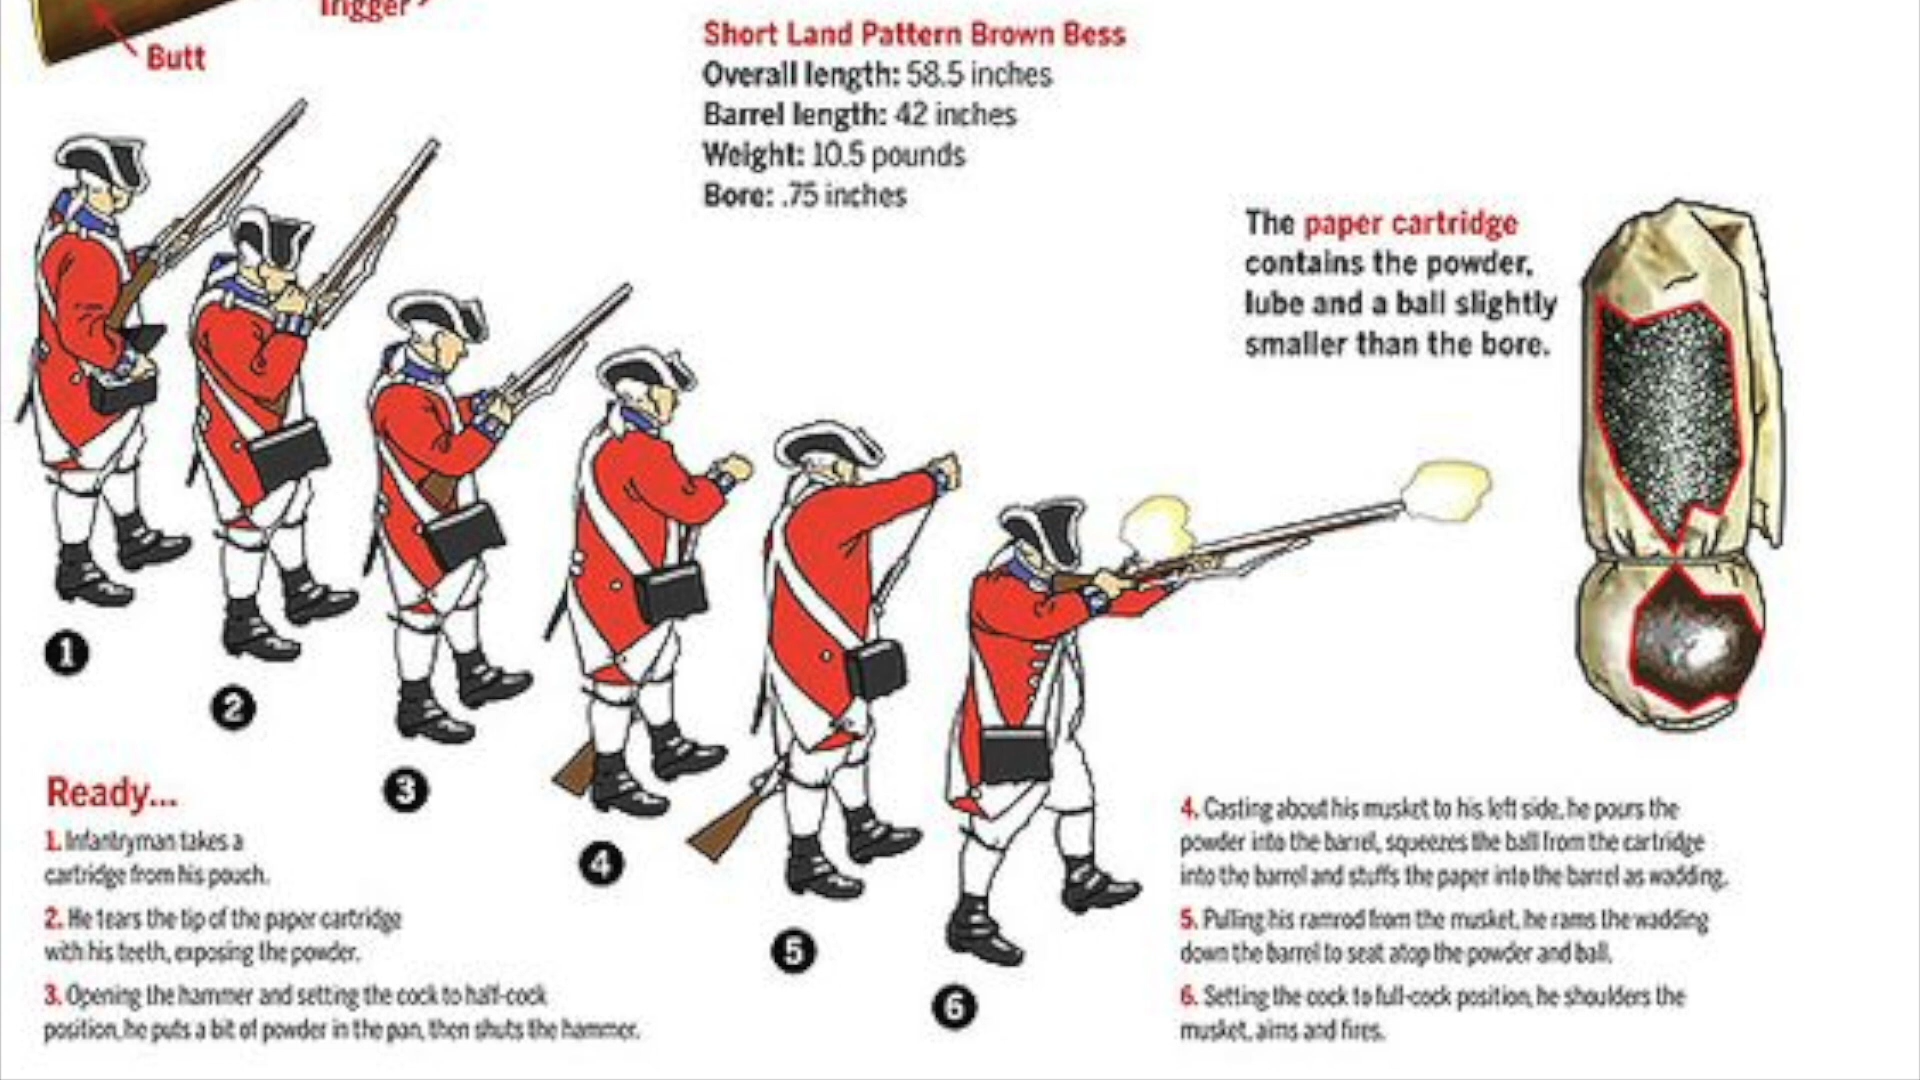 Trigger
Butt
Short Land Pattern Brown Bess
Overall length: 58.5 inches
Barrel length: 42 inches
Weight: 10.5 pounds
Bore: .75 inches
The paper cartridge
contains the powder,
lube and a ball slightly
smaller than the bore.
1
2
3
4
5
6
Ready...
1. Infantryman takes a
cartridge from his pouch.
2. He tears the tip of the paper cartridge
with his teeth, exposing the powder.
3. Opening the hammer and setting the cock to half-cock
position, he puts a bit of powder in the pan, then shuts the hammer.
4. Casting about his musket to his left side, he pours the
powder into the barrel, squeezes the ball from the cartridge
into the barrel and stuffs the paper into the barrel as wadding.
5. Pulling his ramrod from the musket, he rams the wadding
down the barrel to seat atop the powder and ball.
6. Setting the cock to full-cock position, he shoulders the
musket, aims and fires.